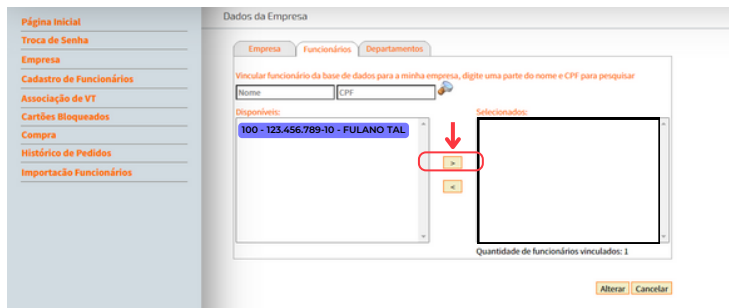 Página Inicial
Troca de Senha
Empresa
Cadastro de Funcionários
Associação de VT
Cartões Bloqueados
Compra
Histórico de Pedidos
Importacão Funcionários
Dados da Empresa
Empresa Funcionários Departamentos
Vincular funcionário da base de dados para a minha empresa, digite uma parte do nome e CPF para pesquisar
Nome CPF
Disponíveis: Selecionados:
100 - 123.456.789-10 - FULANO TAL
>
<
Quantidade de funcionários vinculados: 1
Alterar Cancelar